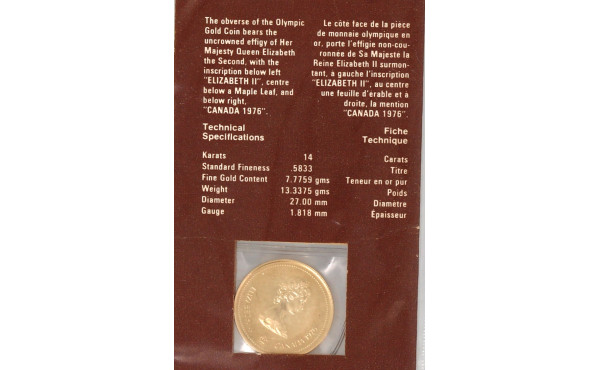 The obverse of the Olympic
Gold Coin bears the
uncrowned effigy of Her
Majesty Queen Elizabeth
the Second, with the
inscription below left
"ELIZABETH II", centre
below a Maple Leaf, and
below right,
"CANADA 1976".
Le côte face de la pièce
de monnaie olympique en
or, porte l'effigie non-cou-
ronnée de Sa Majesté la
Reine Elizabeth II surmon-
tant, à gauche l'inscription
"ELIZABETH II", au centre
une feuille d'érable et à
droite, la mention
"CANADA 1976".
Technical
Specifications
Fiche
Technique
Karats 14 Carats
Standard Fineness .5833 Titre
Fine Gold Content 7.7759 gms Teneur en or pur
Weight 13.3375 gms Poids
Diameter 27.00 mm Diametre
Gauge 1.818 mm Épaisseur